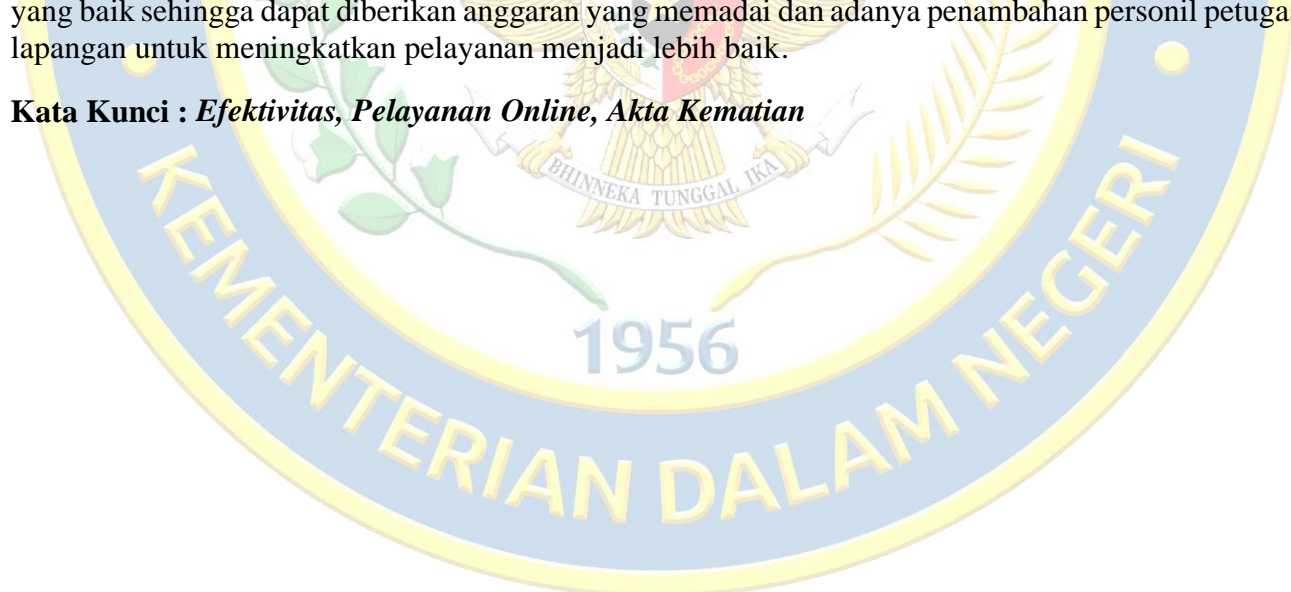 yang baik sehingga dapat diberikan anggaran yang memadai dan adanya penambahan personil petugas
lapangan untuk meningkatkan pelayanan menjadi lebih baik.
Kata Kunci : Efektivitas, Pelayanan Online, Akta Kematian
BHINNEKA TUNGGAL IKA
1956
KEMENTERIAN DALAM NEGERI